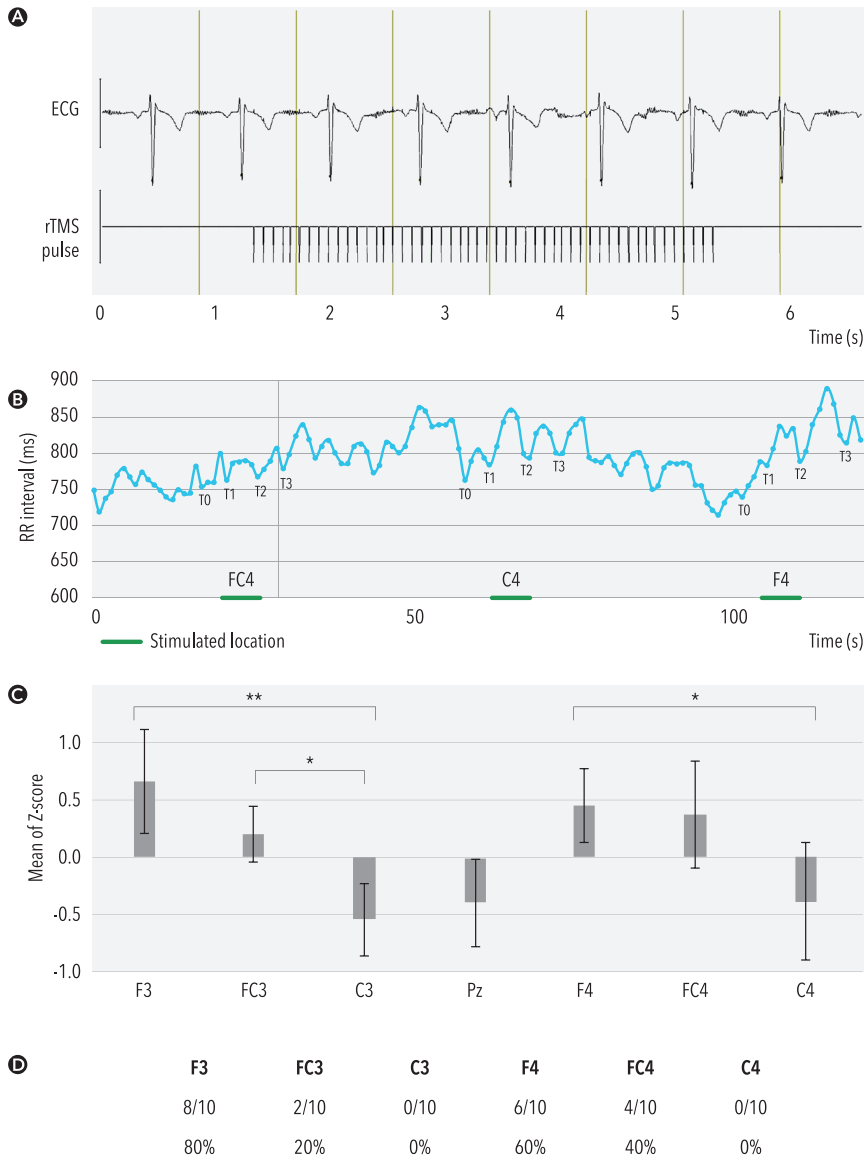 A
ECG
rTMS
pulse
0 1 2 3 4 5 6
Time (s)
B
900
850
800
750
700
650
600
RR interval (ms)
T0 T1 T2 T3
T0 T1 T2 T3
T0 T1 T2 T3
FC4 C4 F4
0 50 100
Stimulated location
Time (s)
C
** *
*
1.0
0.5
0.0
-0.5
-1.0
Mean of Z-score
F3 FC3 C3 Pz F4 FC4 C4
D
F3 FC3 C3 F4 FC4 C4
8/10 2/10 0/10 6/10 4/10 0/10
80% 20% 0% 60% 40% 0%